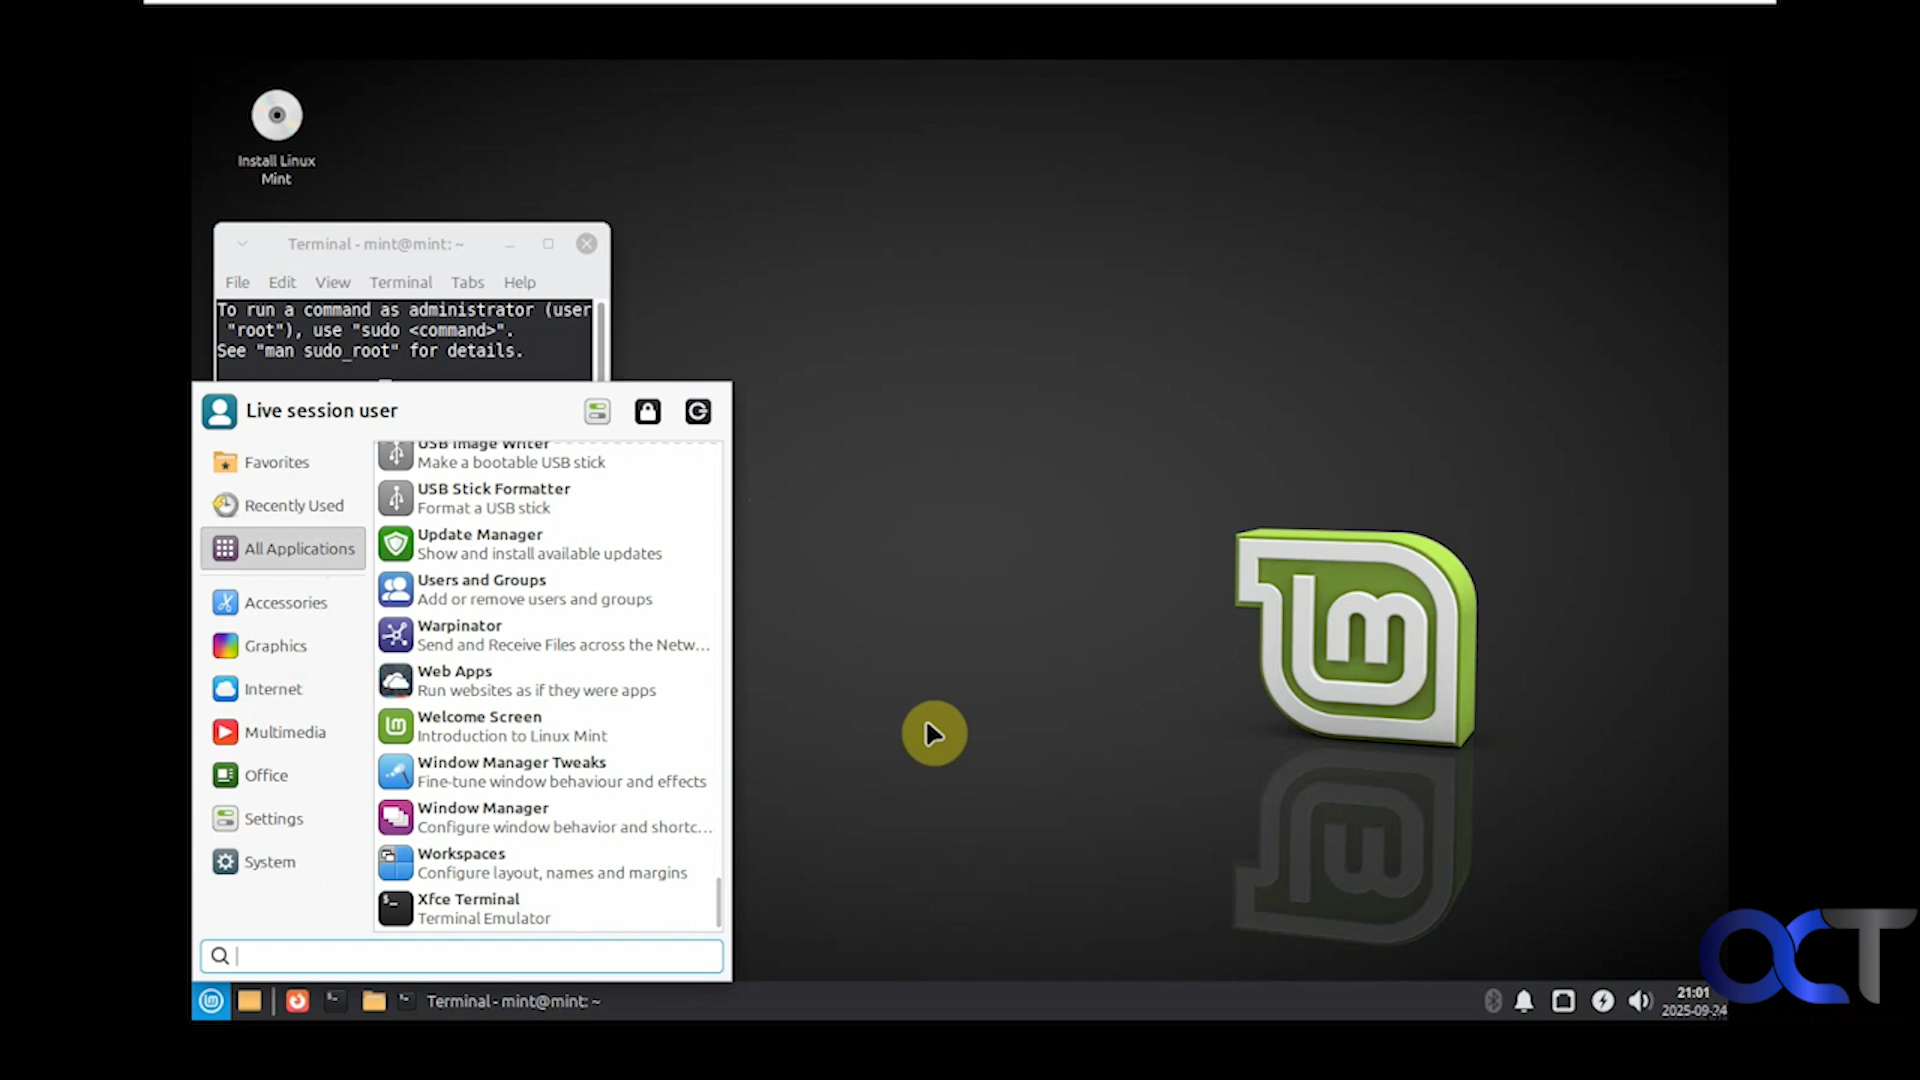 Install Linux
Mint
Terminal - mint@mint: ~
File Edit View Terminal Tabs Help
To run a command as administrator (user
"root"), use "sudo <command>".
See "man sudo_root" for details.
Live session user
Favorites
Recently Used
All Applications
Accessories
Graphics
Internet
Multimedia
Office
Settings
System
USB Image Writer
Make a bootable USB stick
USB Stick Formatter
Format a USB stick
Update Manager
Show and install available updates
Users and Groups
Add or remove users and groups
Warpinator
Send and Receive Files across the Netw...
Web Apps
Run websites as if they were apps
Welcome Screen
Introduction to Linux Mint
Window Manager Tweaks
Fine-tune window behaviour and effects
Window Manager
Configure window behavior and shortc...
Workspaces
Configure layout, names and margins
Xfce Terminal
Terminal Emulator
lm
Terminal - mint@mint: ~
21:01
2025-09-24
OCT